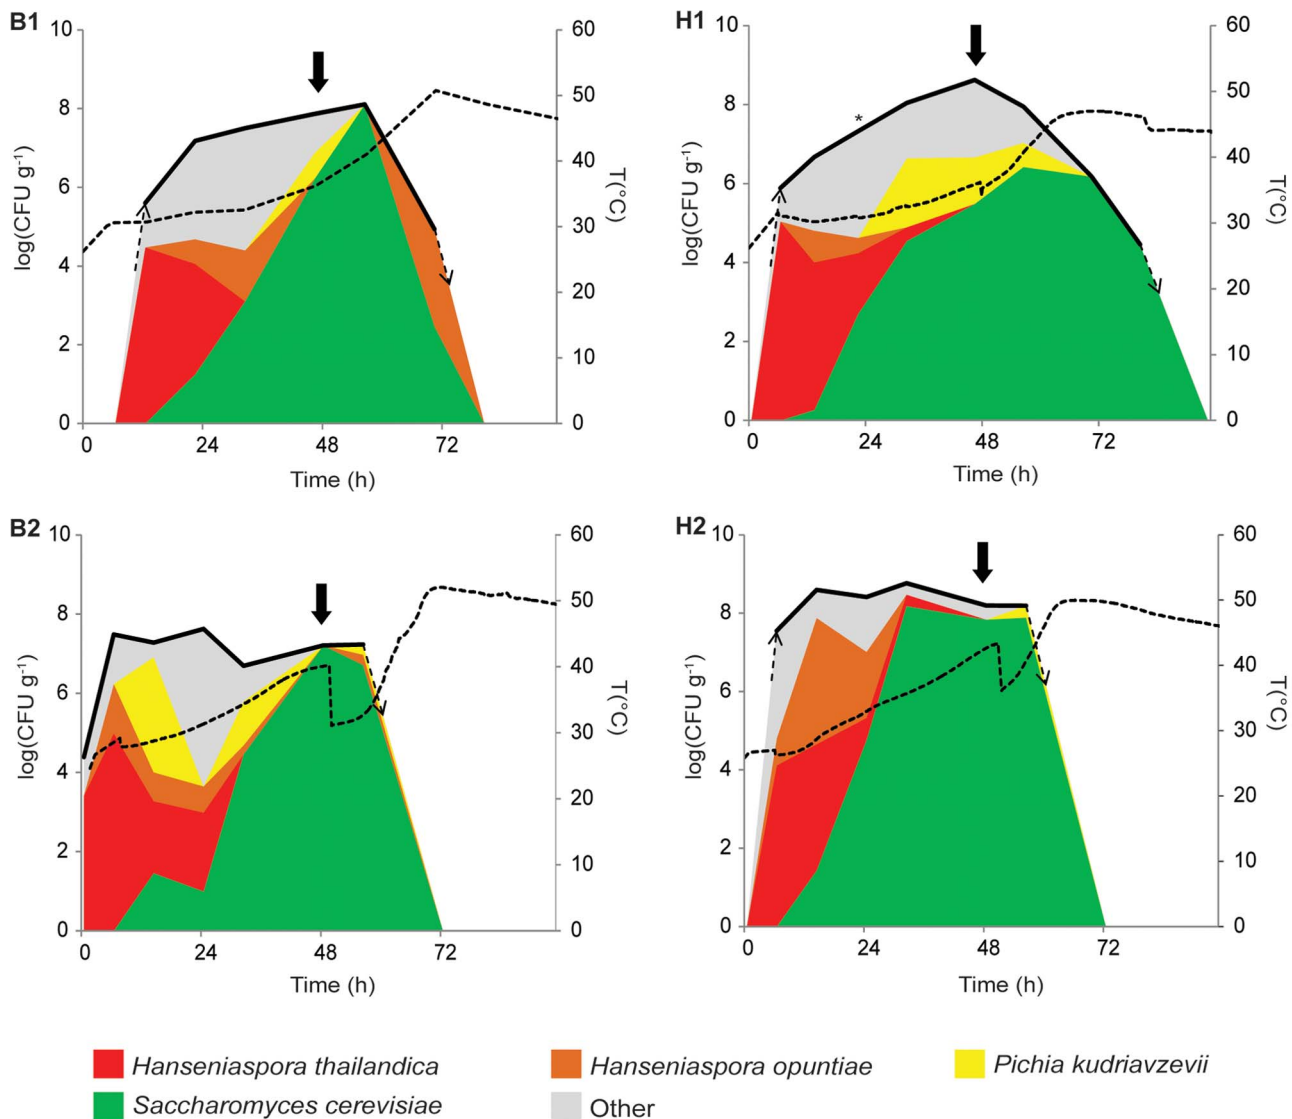 B1
10
8
6
4
2
0
log(CFU g⁻¹)
60
50
40
30
20
10
0
T(°C)
0 24 48 72
Time (h)
H1
10
8
6
4
2
0
log(CFU g⁻¹)
*
60
50
40
30
20
10
0
T(°C)
0 24 48 72
Time (h)
B2
10
8
6
4
2
0
log(CFU g⁻¹)
60
50
40
30
20
10
0
T(°C)
0 24 48 72
Time (h)
H2
10
8
6
4
2
0
log(CFU g⁻¹)
60
50
40
30
20
10
0
T(°C)
0 24 48 72
Time (h)
Hanseniaspora thailandica
Hanseniaspora opuntiae
Pichia kudriavzevii
Saccharomyces cerevisiae
Other